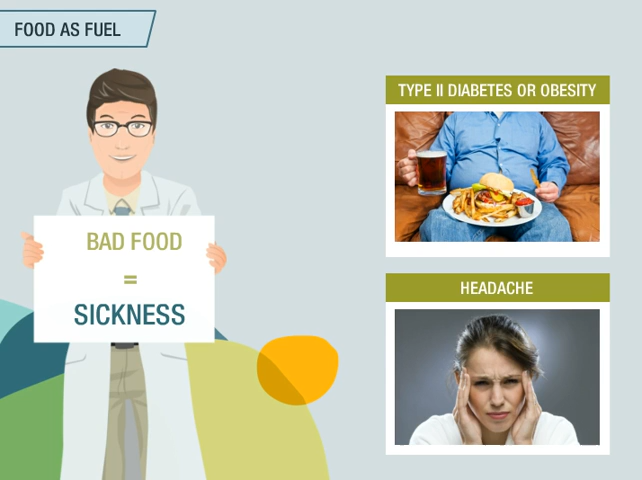 FOOD AS FUEL
BAD FOOD
=
SICKNESS
TYPE II DIABETES OR OBESITY
HEADACHE